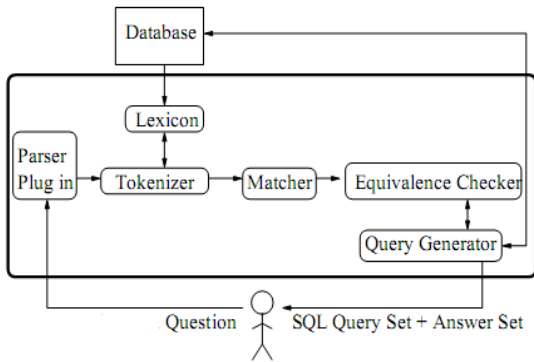 Database
Lexicon
Parser
Plug in
Tokenizer
Matcher
Equivalence Checker
Query Generator
Question
SQL Query Set + Answer Set